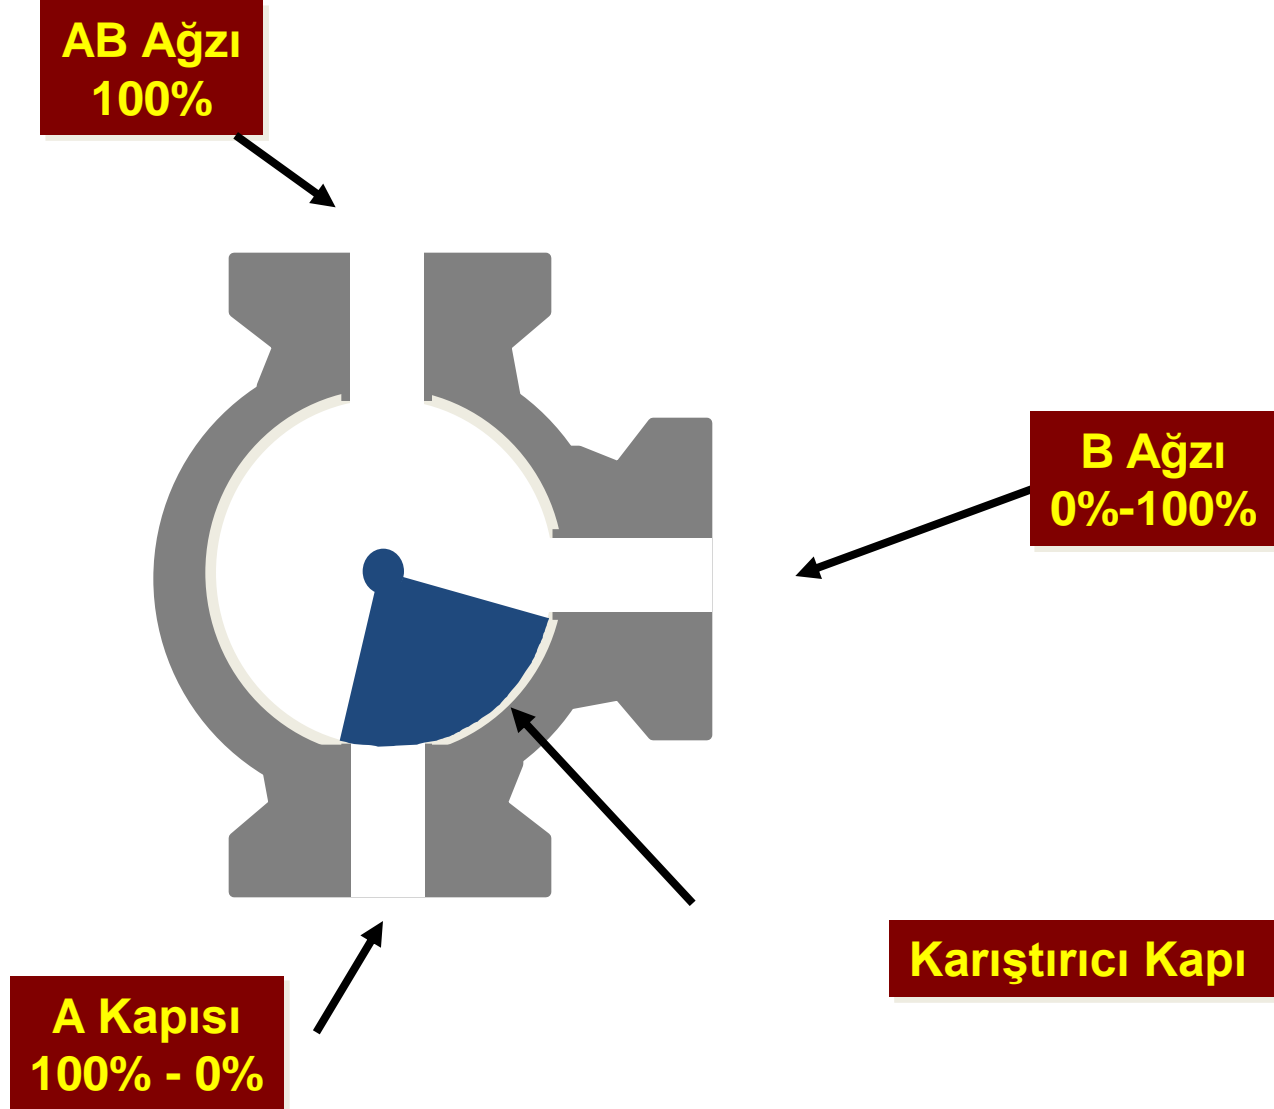 AB Ağzı
100%
B Ağzı
0%-100%
Karıştırıcı Kapı
A Kapısı
100% - 0%